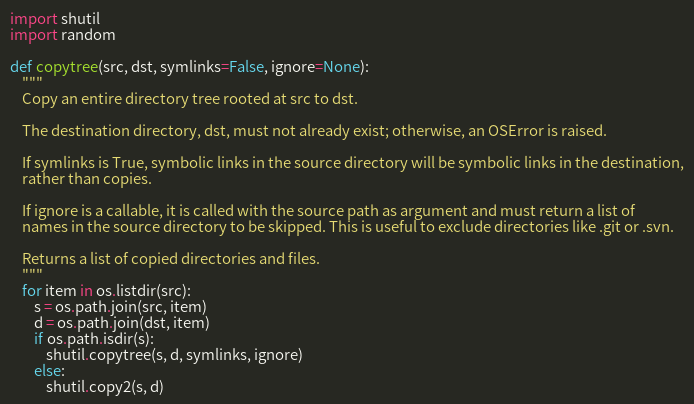 import shutil
import random

def copytree(src, dst, symlinks=False, ignore=None):
    """
    Copy an entire directory tree rooted at src to dst.

    The destination directory, dst, must not already exist; otherwise, an OSError is raised.

    If symlinks is True, symbolic links in the source directory will be symbolic links in the destination,
    rather than copies.

    If ignore is a callable, it is called with the source path as argument and must return a list of
    names in the source directory to be skipped. This is useful to exclude directories like .git or .svn.

    Returns a list of copied directories and files.
    """
    for item in os.listdir(src):
        s = os.path.join(src, item)
        d = os.path.join(dst, item)
        if os.path.isdir(s):
            shutil.copytree(s, d, symlinks, ignore)
        else:
            shutil.copy2(s, d)